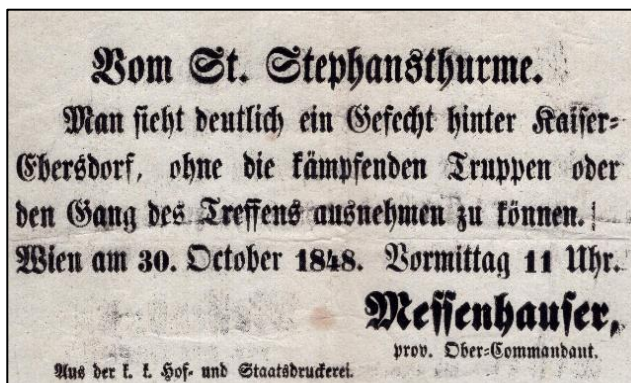 Vom St. Stephansthurme.
Man sieht deutlich ein Gefecht hinter Kaiser-
Ebersdorf, ohne die kämpfenden Truppen oder
den Gang des Treffens ausnehmen zu können.
Wien am 30. October 1848. Vormittag 11 Uhr.
Messenhauser,
prov. Ober-Commandant.
Aus der k. k. Hof- und Staatsdruckerei.